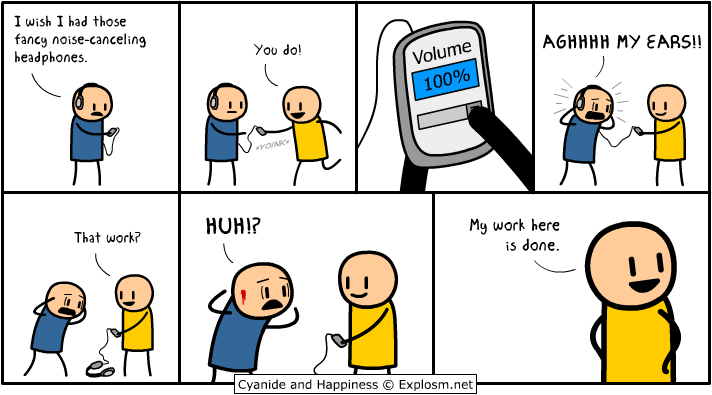 I wish I had those
fancy noise-canceling
headphones.
You do!
*YOINK*
Volume
100%
AGHHHH MY EARS!!
That work?
HUH!?
My work here
is done.
Cyanide and Happiness © Explosm.net